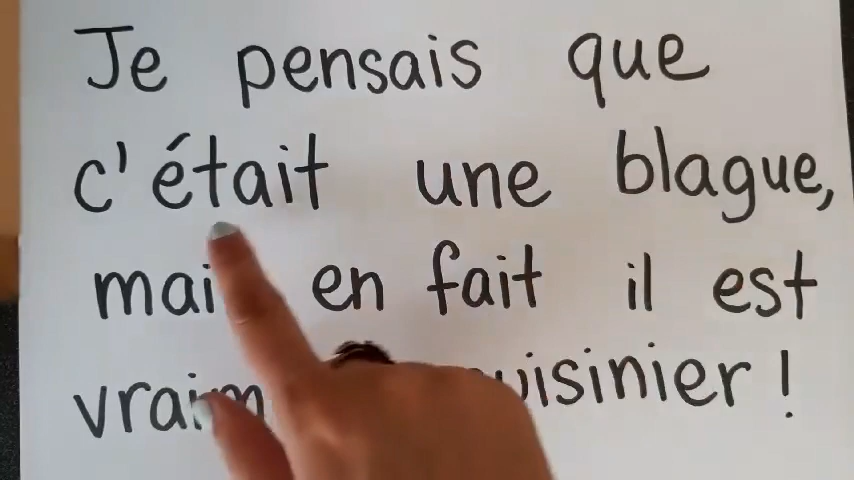 Je pensais que
c'était une blague,
en fait il est